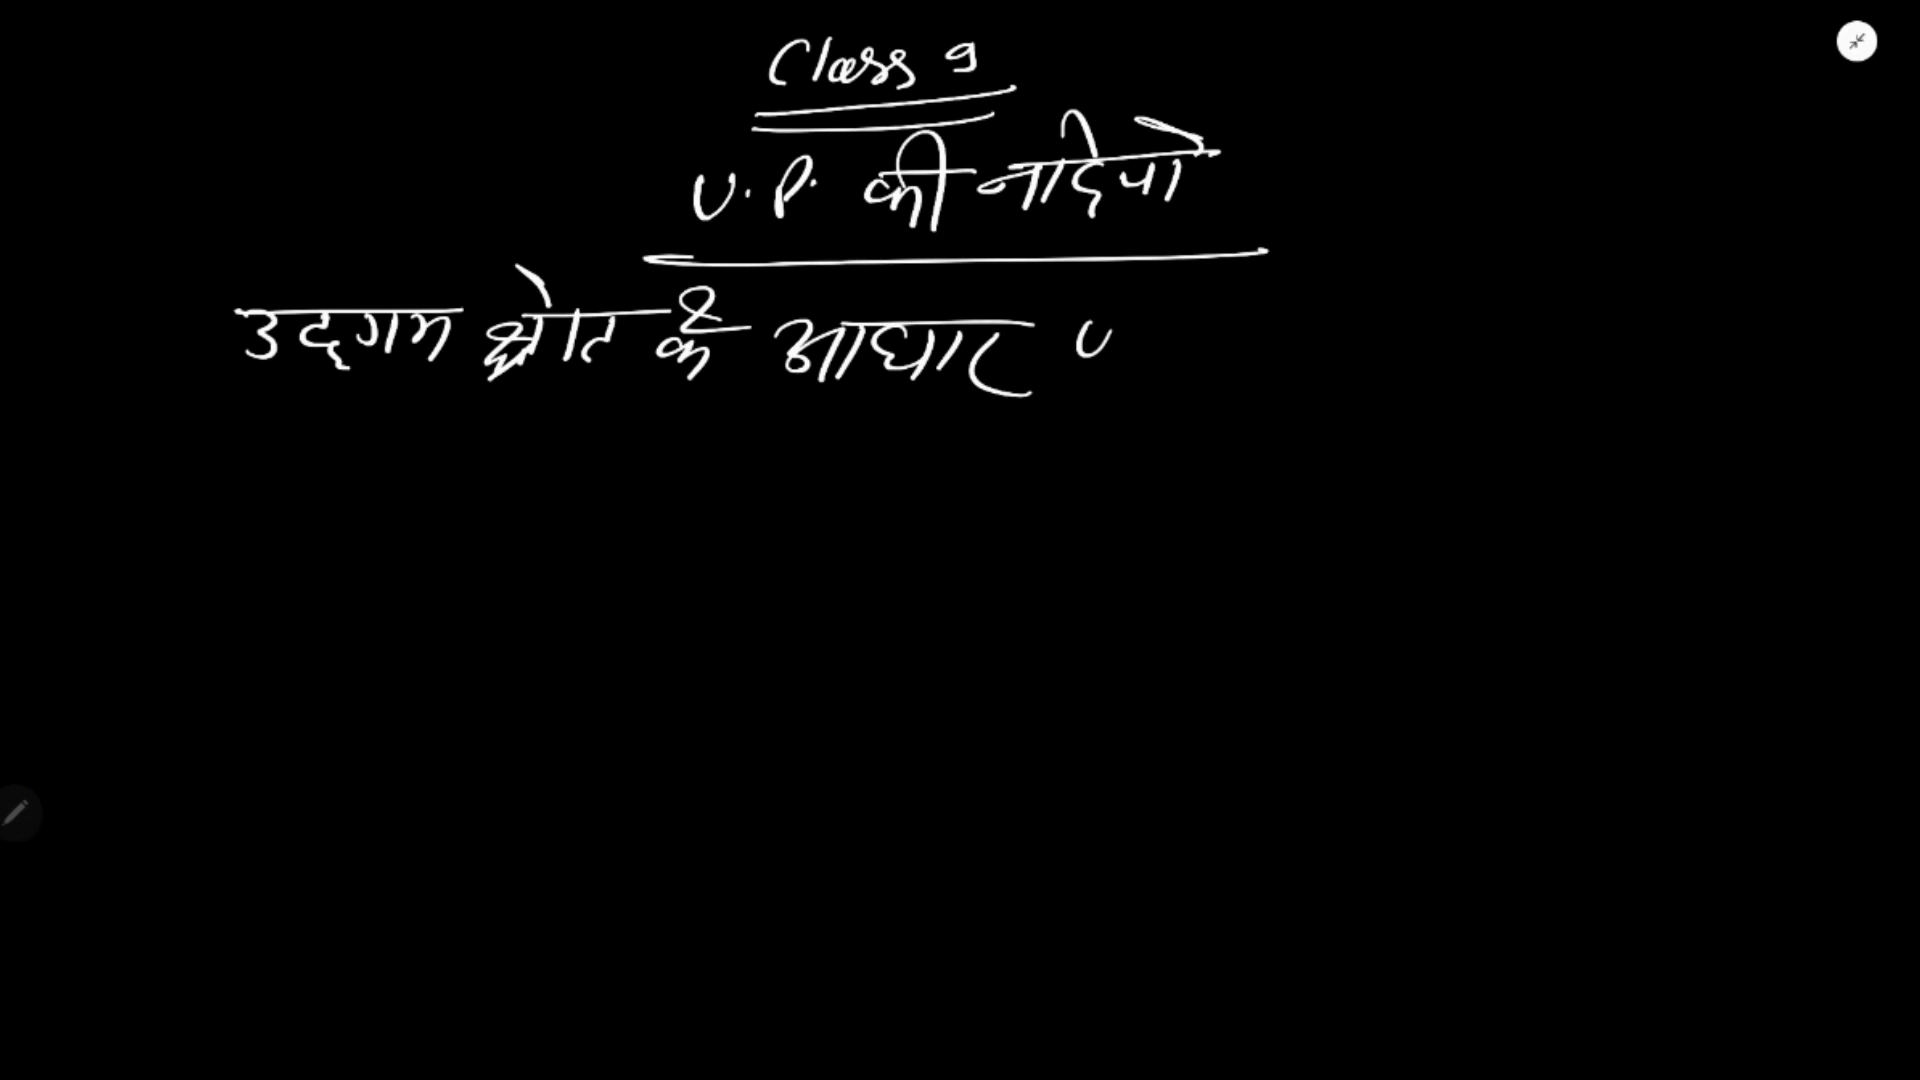 Class 9
U.P. की नदियाँ
उद्गम स्रोत के आधार